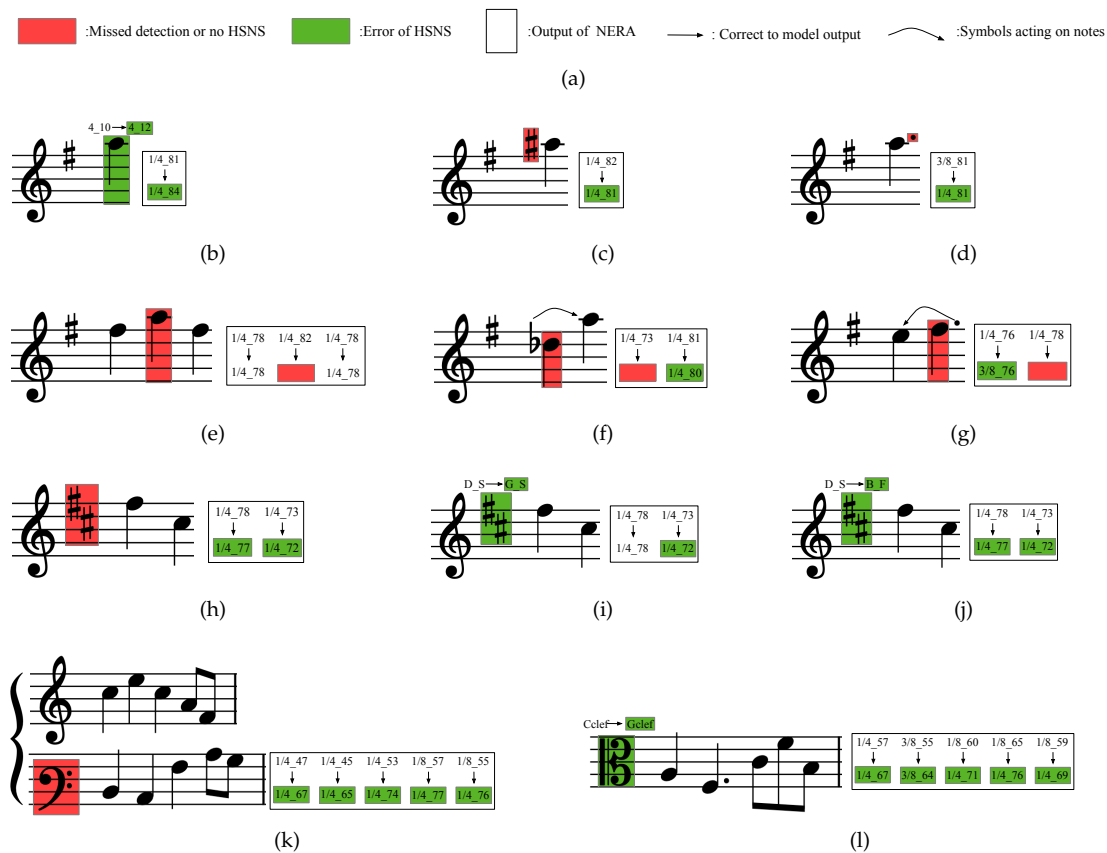 :Missed detection or no HSNS :Error of HSNS :Output of NERA : Correct to model output :Symbols acting on notes
(a)
4_10 4_12
1/4_81
1/4_84
(b)
1/4_82
1/4_81
(c)
3/8_81
1/4_81
(d)
1/4_78 1/4_82 1/4_78
1/4_78 1/4_78
(e)
1/4_73 1/4_81
1/4_80
(f)
1/4_76 1/4_78
3/8_76
(g)
1/4_78 1/4_73
1/4_77 1/4_72
(h)
D_S G_S
1/4_78 1/4_73
1/4_78 1/4_72
(i)
D_S B_F
1/4_78 1/4_73
1/4_77 1/4_72
(j)
1/4_47 1/4_45 1/4_53 1/8_57 1/8_55
1/4_67 1/4_65 1/4_74 1/4_77 1/4_76
(k)
Cclef Gclef
1/4_57 3/8_55 1/8_60 1/8_65 1/8_59
1/4_67 3/8_64 1/4_71 1/4_76 1/4_69
(l)